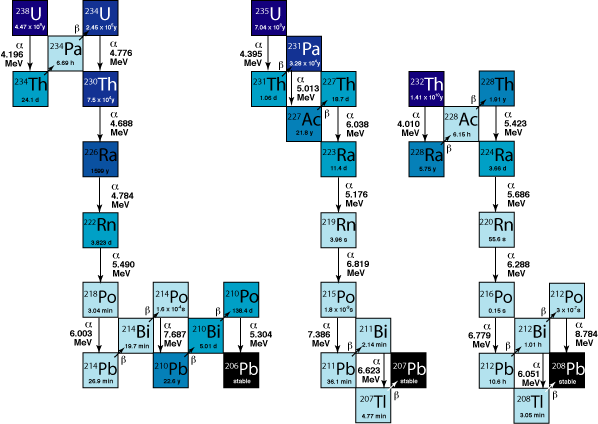 238U
4.47 x 10⁹y
α
4.196
MeV
234Th
24.1 d
β
234Pa
6.69 h
β
234U
2.45 x 10⁵y
α
4.776
MeV
230Th
7.5 x 10⁴y
α
4.688
MeV
226Ra
1600 y
α
4.784
MeV
222Rn
3.823 d
α
5.490
MeV
218Po
3.04 min
α
6.003
MeV
214Pb
26.9 min
β
214Bi
19.7 min
β
214Po
1.6 x 10⁻⁴s
α
7.687
MeV
210Pb
22.6 y
β
210Bi
5.01 d
β
210Po
138.4 d
α
5.304
MeV
206Pb
stable
235U
α
4.395
MeV
231Th
1.06 d
β
231Pa
3.28 x 10⁴y
α
5.013
MeV
227Ac
21.8 y
β
227Th
18.7 d
α
6.038
MeV
223Ra
11.4 d
α
5.176
MeV
219Rn
3.96 s
α
6.819
MeV
215Po
α
7.386
MeV
211Pb
36.1 min
β
211Bi
2.14 min
α
6.623
MeV
207Tl
4.77 min
β
207Pb
stable
232Th
1.41 x 10¹⁰y
α
4.010
MeV
228Ra
5.75 y
β
228Ac
6.15 h
β
228Th
1.91 y
α
5.423
MeV
224Ra
3.66 d
α
5.686
MeV
220Rn
55.6 s
α
6.288
MeV
216Po
0.15 s
α
6.779
MeV
212Pb
10.6 h
β
212Bi
1.01 h
β
212Po
3 x 10⁻⁷s
α
8.784
MeV
α
6.051
MeV
208Tl
3.05 min
β
208Pb
stable